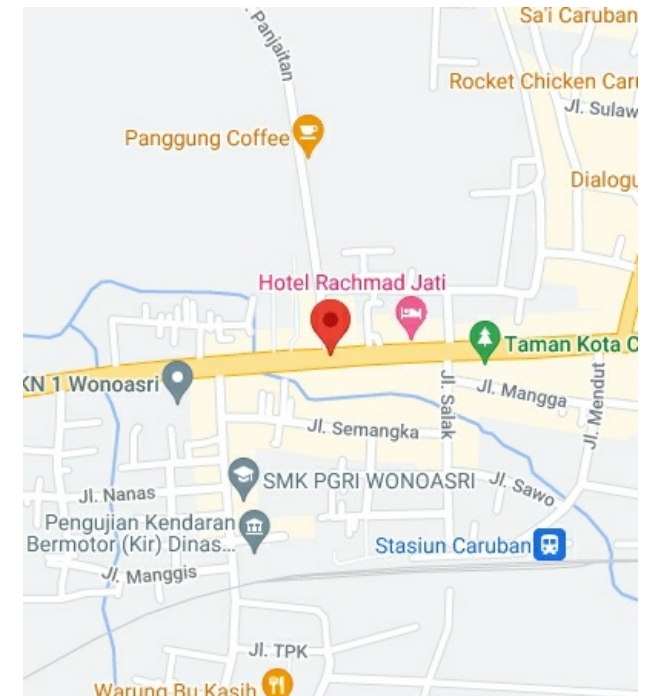 Sa'i Caruban
. Panjaitan
Rocket Chicken Car
Jl. Sulaw
Panggung Coffee
Dialogu
Hotel Rachmad Jati
Taman Kota C
KN 1 Wonoasri
Jl. Mangga
Jl. Salak
Jl. Mendut
Jl. Semangka
SMK PGRI WONOASRI
Jl. Sawo
Jl. Nanas
Pengujian Kendaran
Bermotor (Kir) Dinas...
Stasiun Caruban
Jl. Manggis
Jl. TPK
Warung Bu Kasih